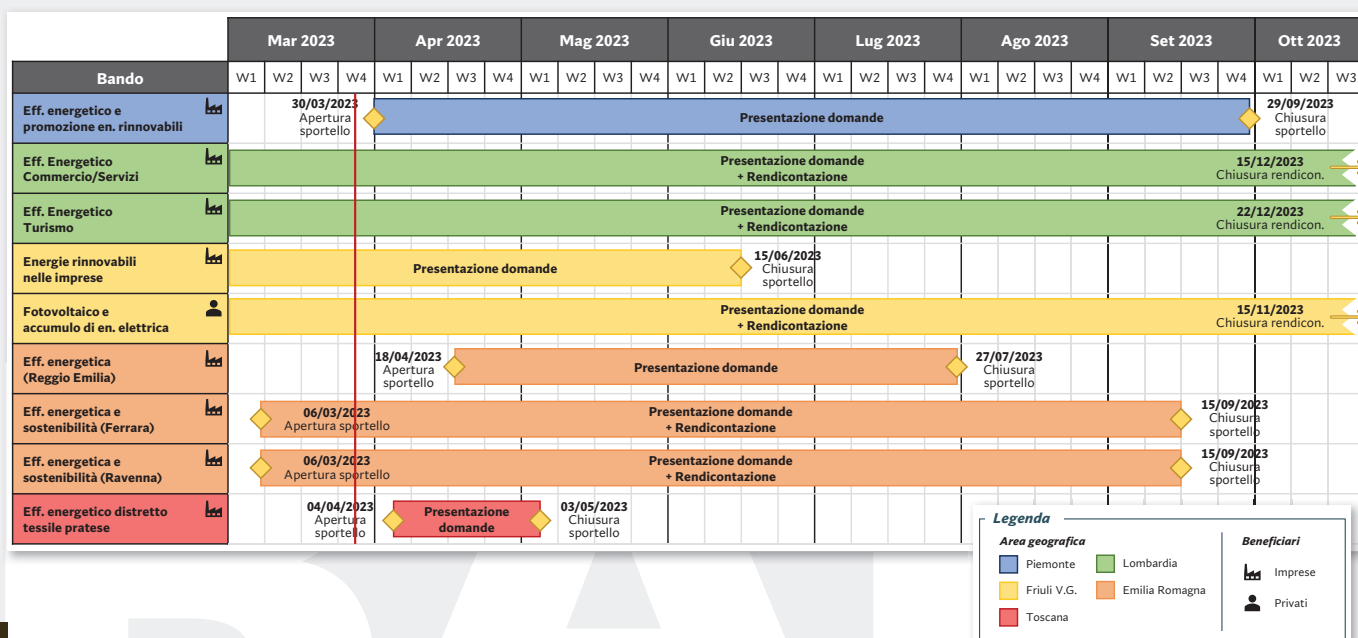 Mar 2023 Apr 2023 Mag 2023 Giu 2023 Lug 2023 Ago 2023 Set 2023 Ott 2023
Bando W1 W2 W3 W4 W1 W2 W3 W4 W1 W2 W3 W4 W1 W2 W3 W4 W1 W2 W3 W4 W1 W2 W3 W4 W1 W2 W3 W4 W1 W2 W3
Eff. energetico e
promozione en. rinnovabili
30/03/2023
Apertura
sportello
Presentazione domande
29/09/2023
Chiusura
sportello
Eff. Energetico
Commercio/Servizi
Presentazione domande
+ Rendicontazione
15/12/2023
Chiusura rendicon.
Eff. Energetico
Turismo
Presentazione domande
+ Rendicontazione
22/12/2023
Chiusura rendicon.
Energie rinnovabili
nelle imprese
Presentazione domande
15/06/2023
Chiusura
sportello
Fotovoltaico e
accumulo di en. elettrica
Presentazione domande
+ Rendicontazione
15/11/2023
Chiusura rendicon.
Eff. energetica
(Reggio Emilia)
18/04/2023
Apertura
sportello
Presentazione domande
27/07/2023
Chiusura
sportello
Eff. energetica e
sostenibilità (Ferrara)
06/03/2023
Apertura sportello
Presentazione domande
+ Rendicontazione
15/09/2023
Chiusura
sportello
Eff. energetica e
sostenibilità (Ravenna)
06/03/2023
Apertura sportello
Presentazione domande
+ Rendicontazione
15/09/2023
Chiusura
sportello
Eff. energetico distretto
tessile pratese
04/04/2023
Apertura
sportello
Presentazione
domande
03/05/2023
Chiusura
sportello
Legenda
Area geografica
Piemonte
Lombardia
Friuli V.G.
Emilia Romagna
Toscana
Beneficiari
Imprese
Privati